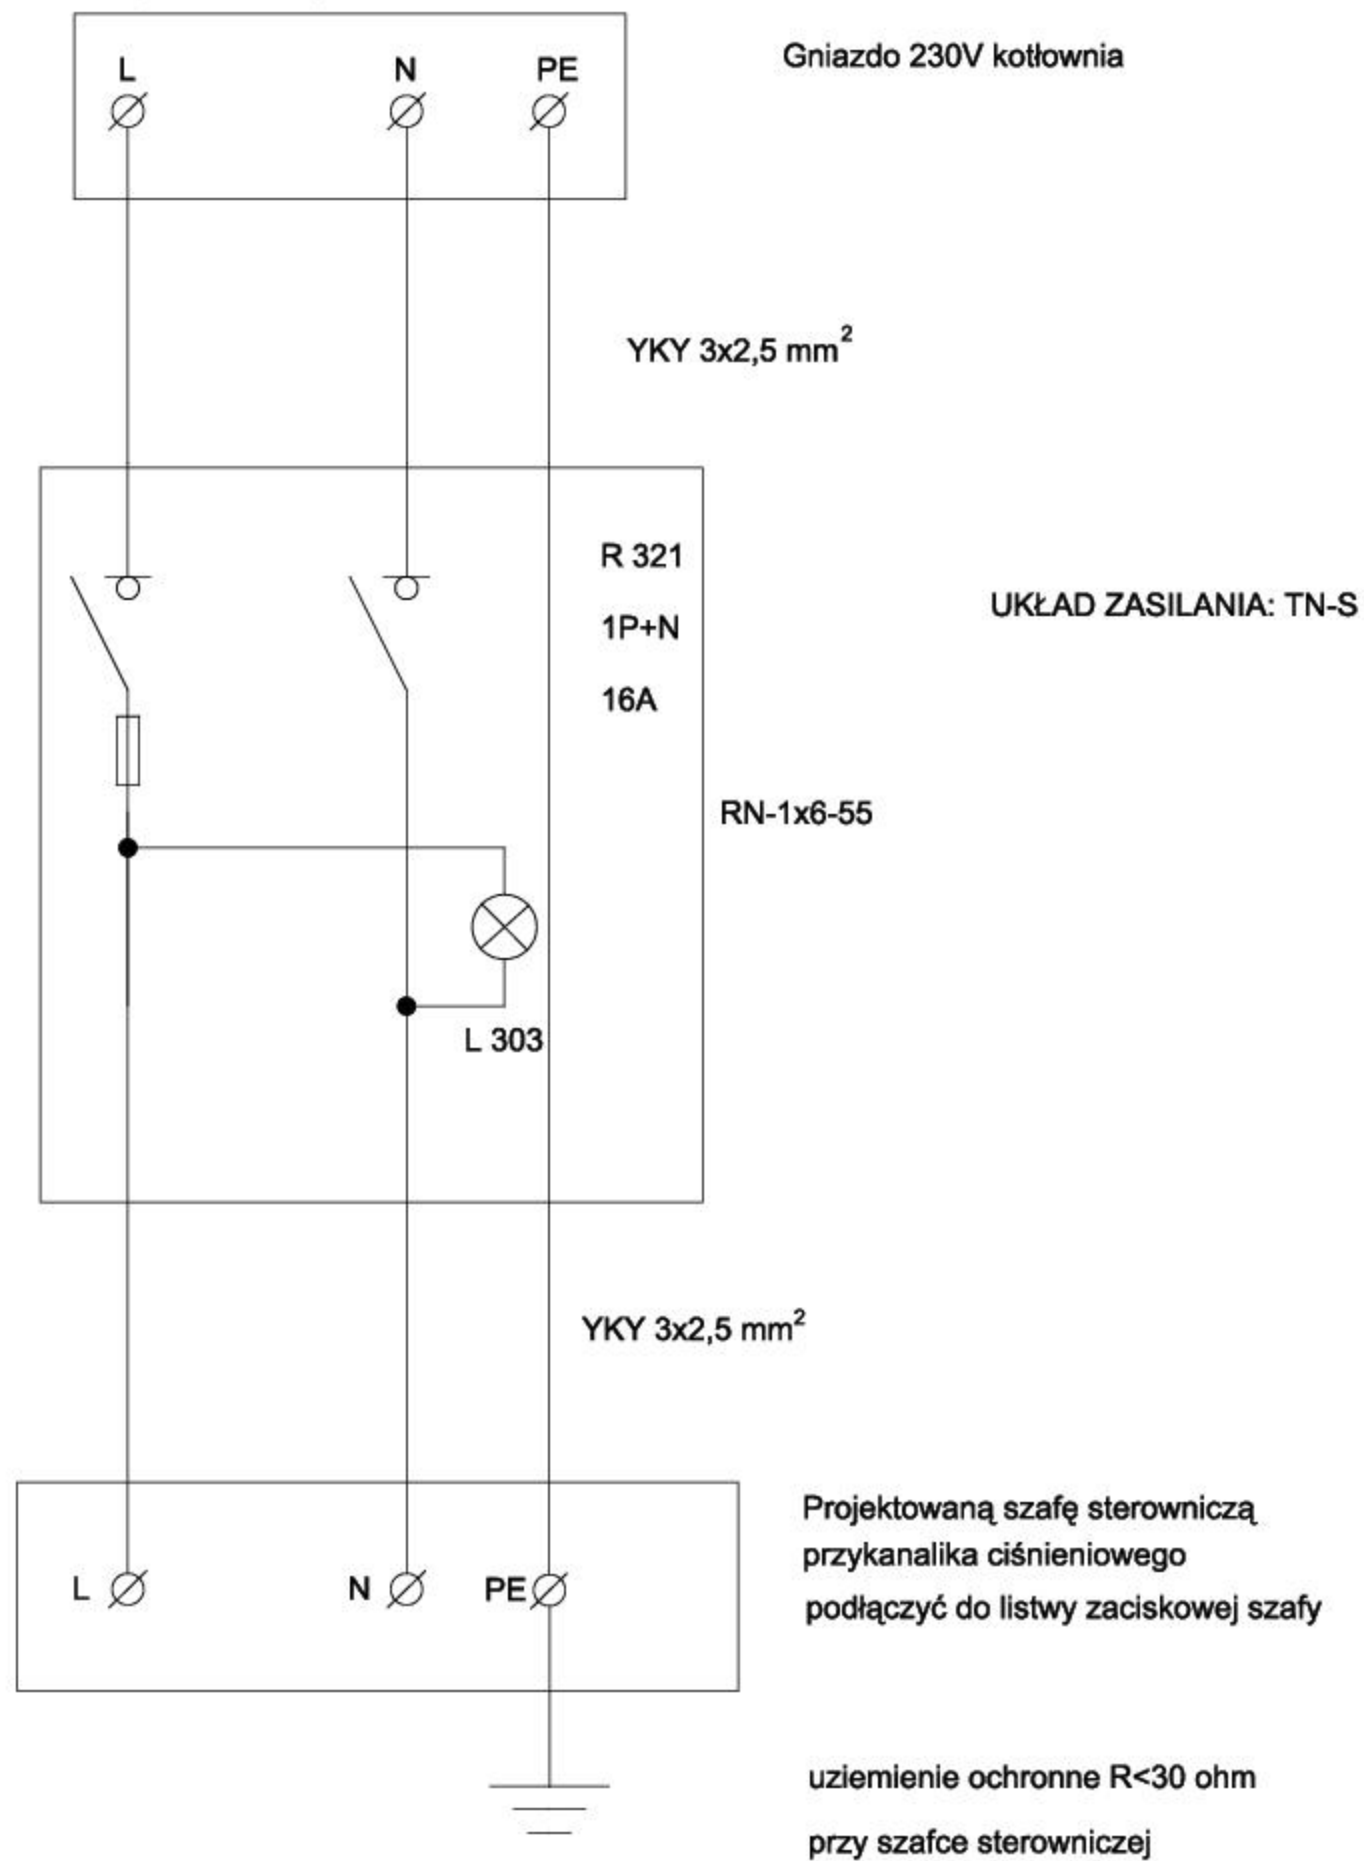 Gniazdo 230V kotłownia
L N PE
YKY 3x2,5 mm²
R 321
1P+N
16A
UKŁAD ZASILANIA: TN-S
RN-1x6-55
L 303
YKY 3x2,5 mm²
Projektowaną szafę sterowniczą
przykanalika ciśnieniowego
podłączyć do listwy zaciskowej szafy
L N PE
uziemienie ochronne R<30 ohm
przy szafce sterowniczej